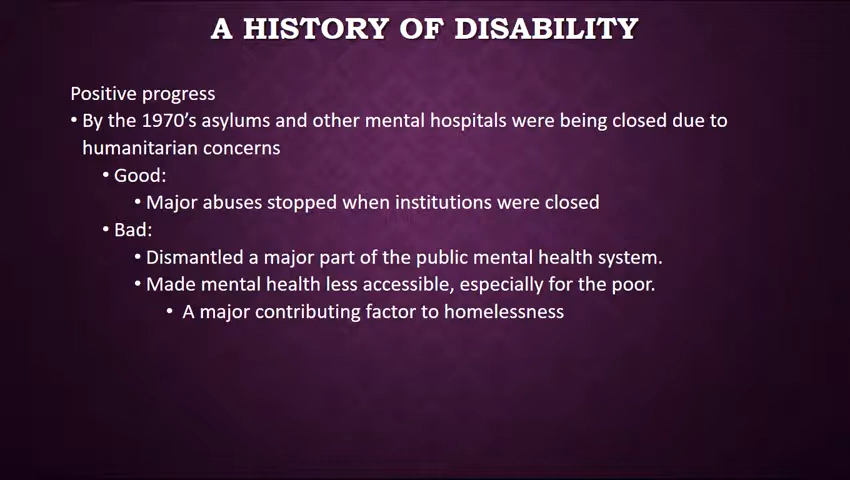 A HISTORY OF DISABILITY
Positive progress
• By the 1970's asylums and other mental hospitals were being closed due to
humanitarian concerns
• Good:
• Major abuses stopped when institutions were closed
• Bad:
• Dismantled a major part of the public mental health system.
• Made mental health less accessible, especially for the poor.
• A major contributing factor to homelessness